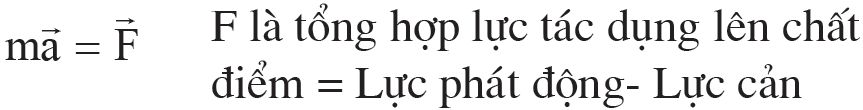 ma⃗ = F⃗
F là tổng hợp lực tác dụng lên chất
điểm = Lực phát động- Lực cản